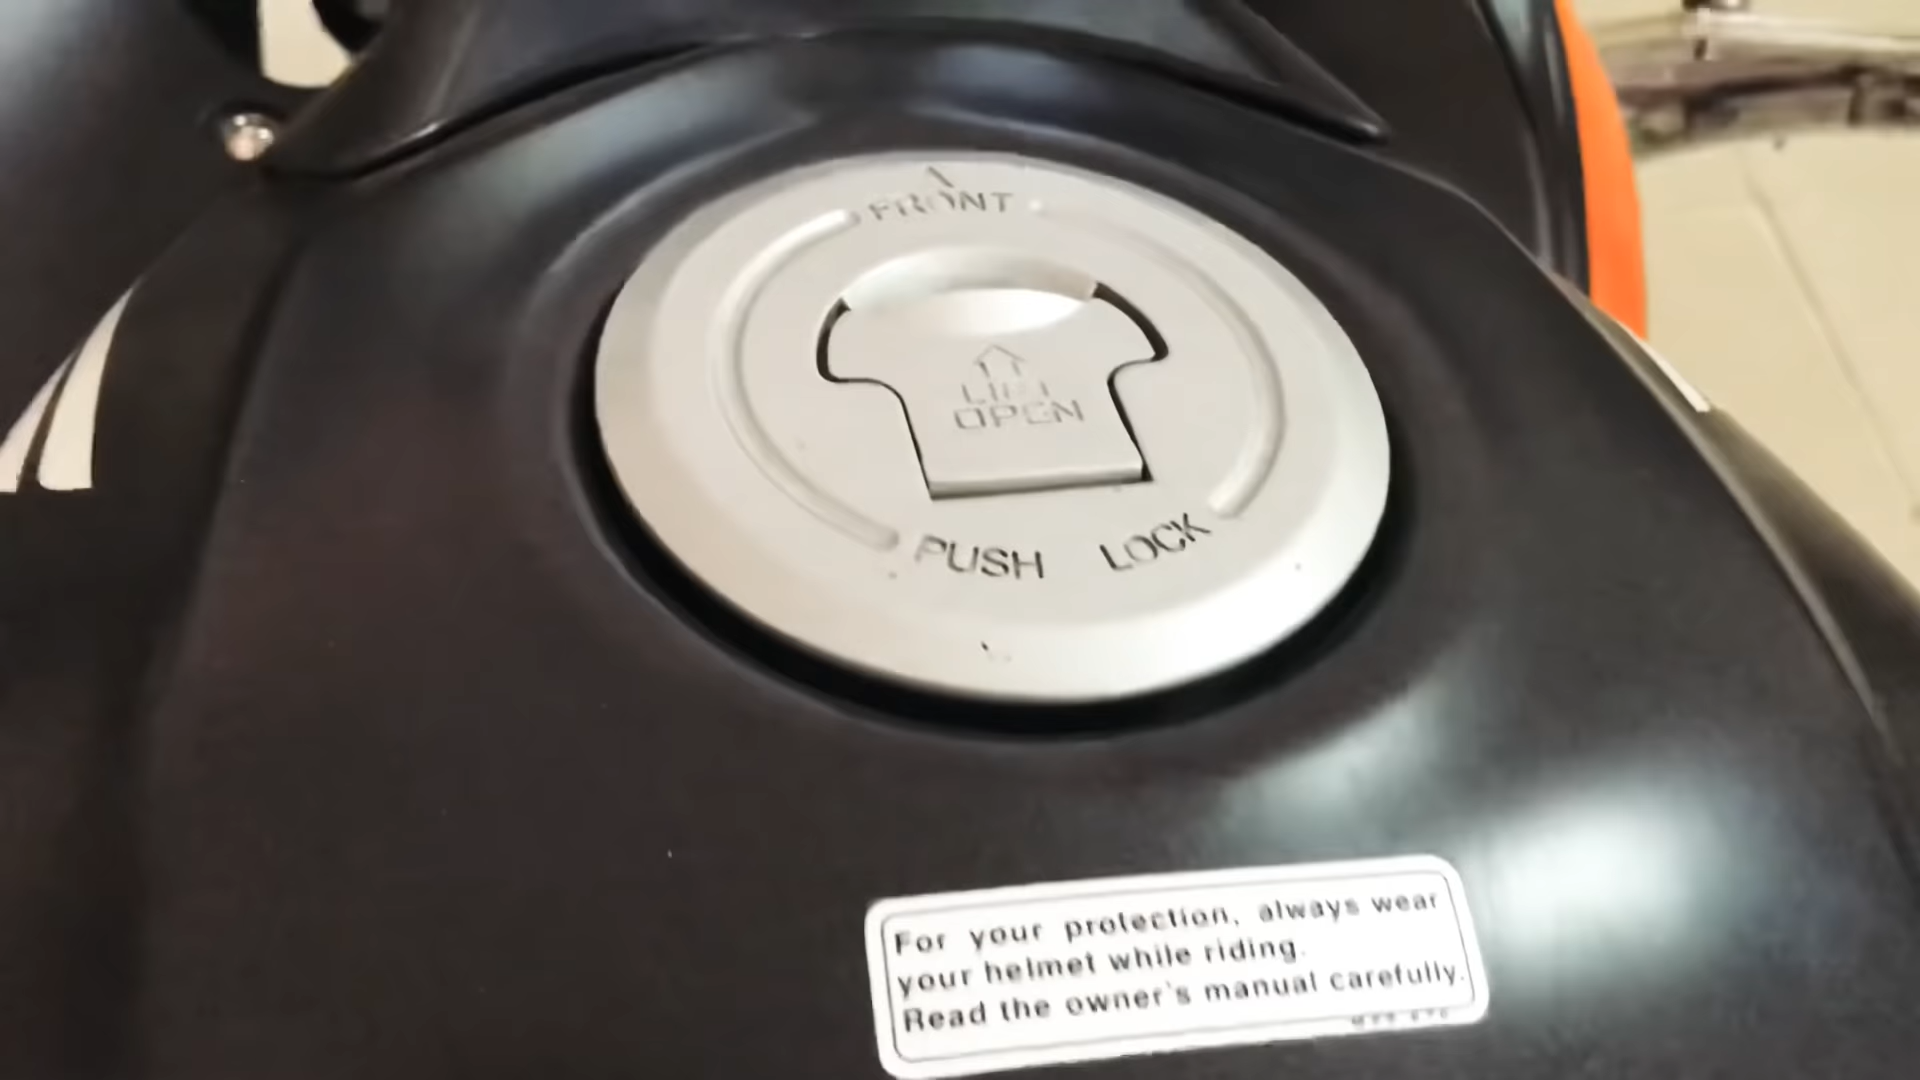 FRONT
LIFT
OPEN
PUSH LOCK
For your protection, always wear
your helmet while riding.
Read the owner's manual carefully.